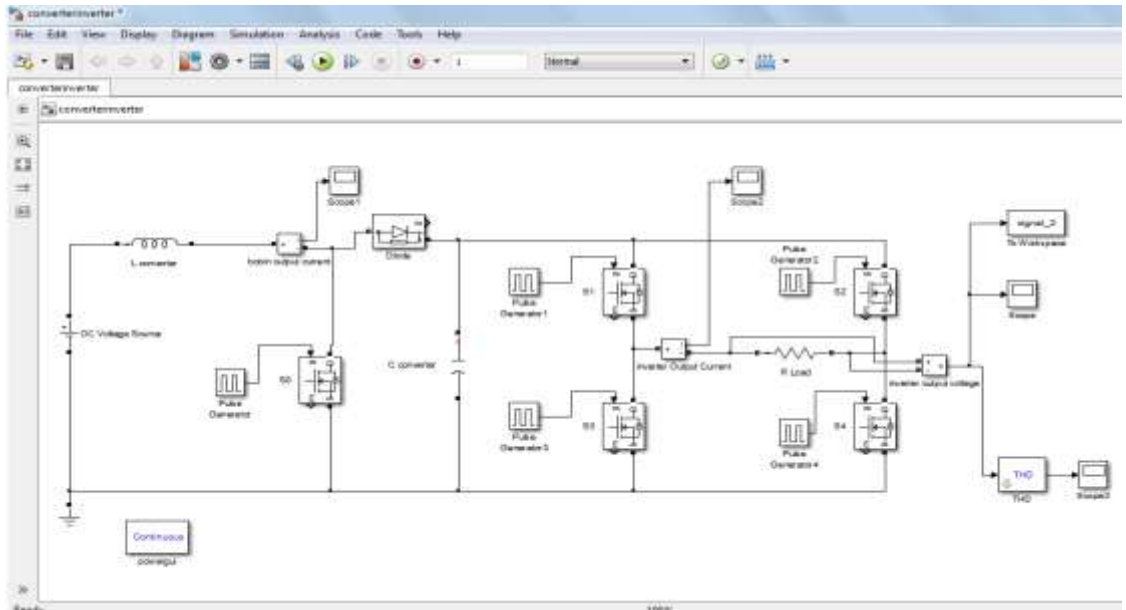 converterinverter *
File Edit View Display Diagram Simulation Analysis Code Tools Help
1
Normal
converterinverter
converterinverter
Scope1
Scope2
signal_2
To Workspace
L converter
Diode
Pulse
Generator1
S1
Pulse
Generator2
S2
Scope
DC Voltage Source
C converter
Inverter Output Current
R Load
inverter output voltage
Pulse
Generator
S0
Pulse
Generator3
S3
Pulse
Generator4
S4
THD
THD
Scope3
Continuous
powergui
Ready
100%